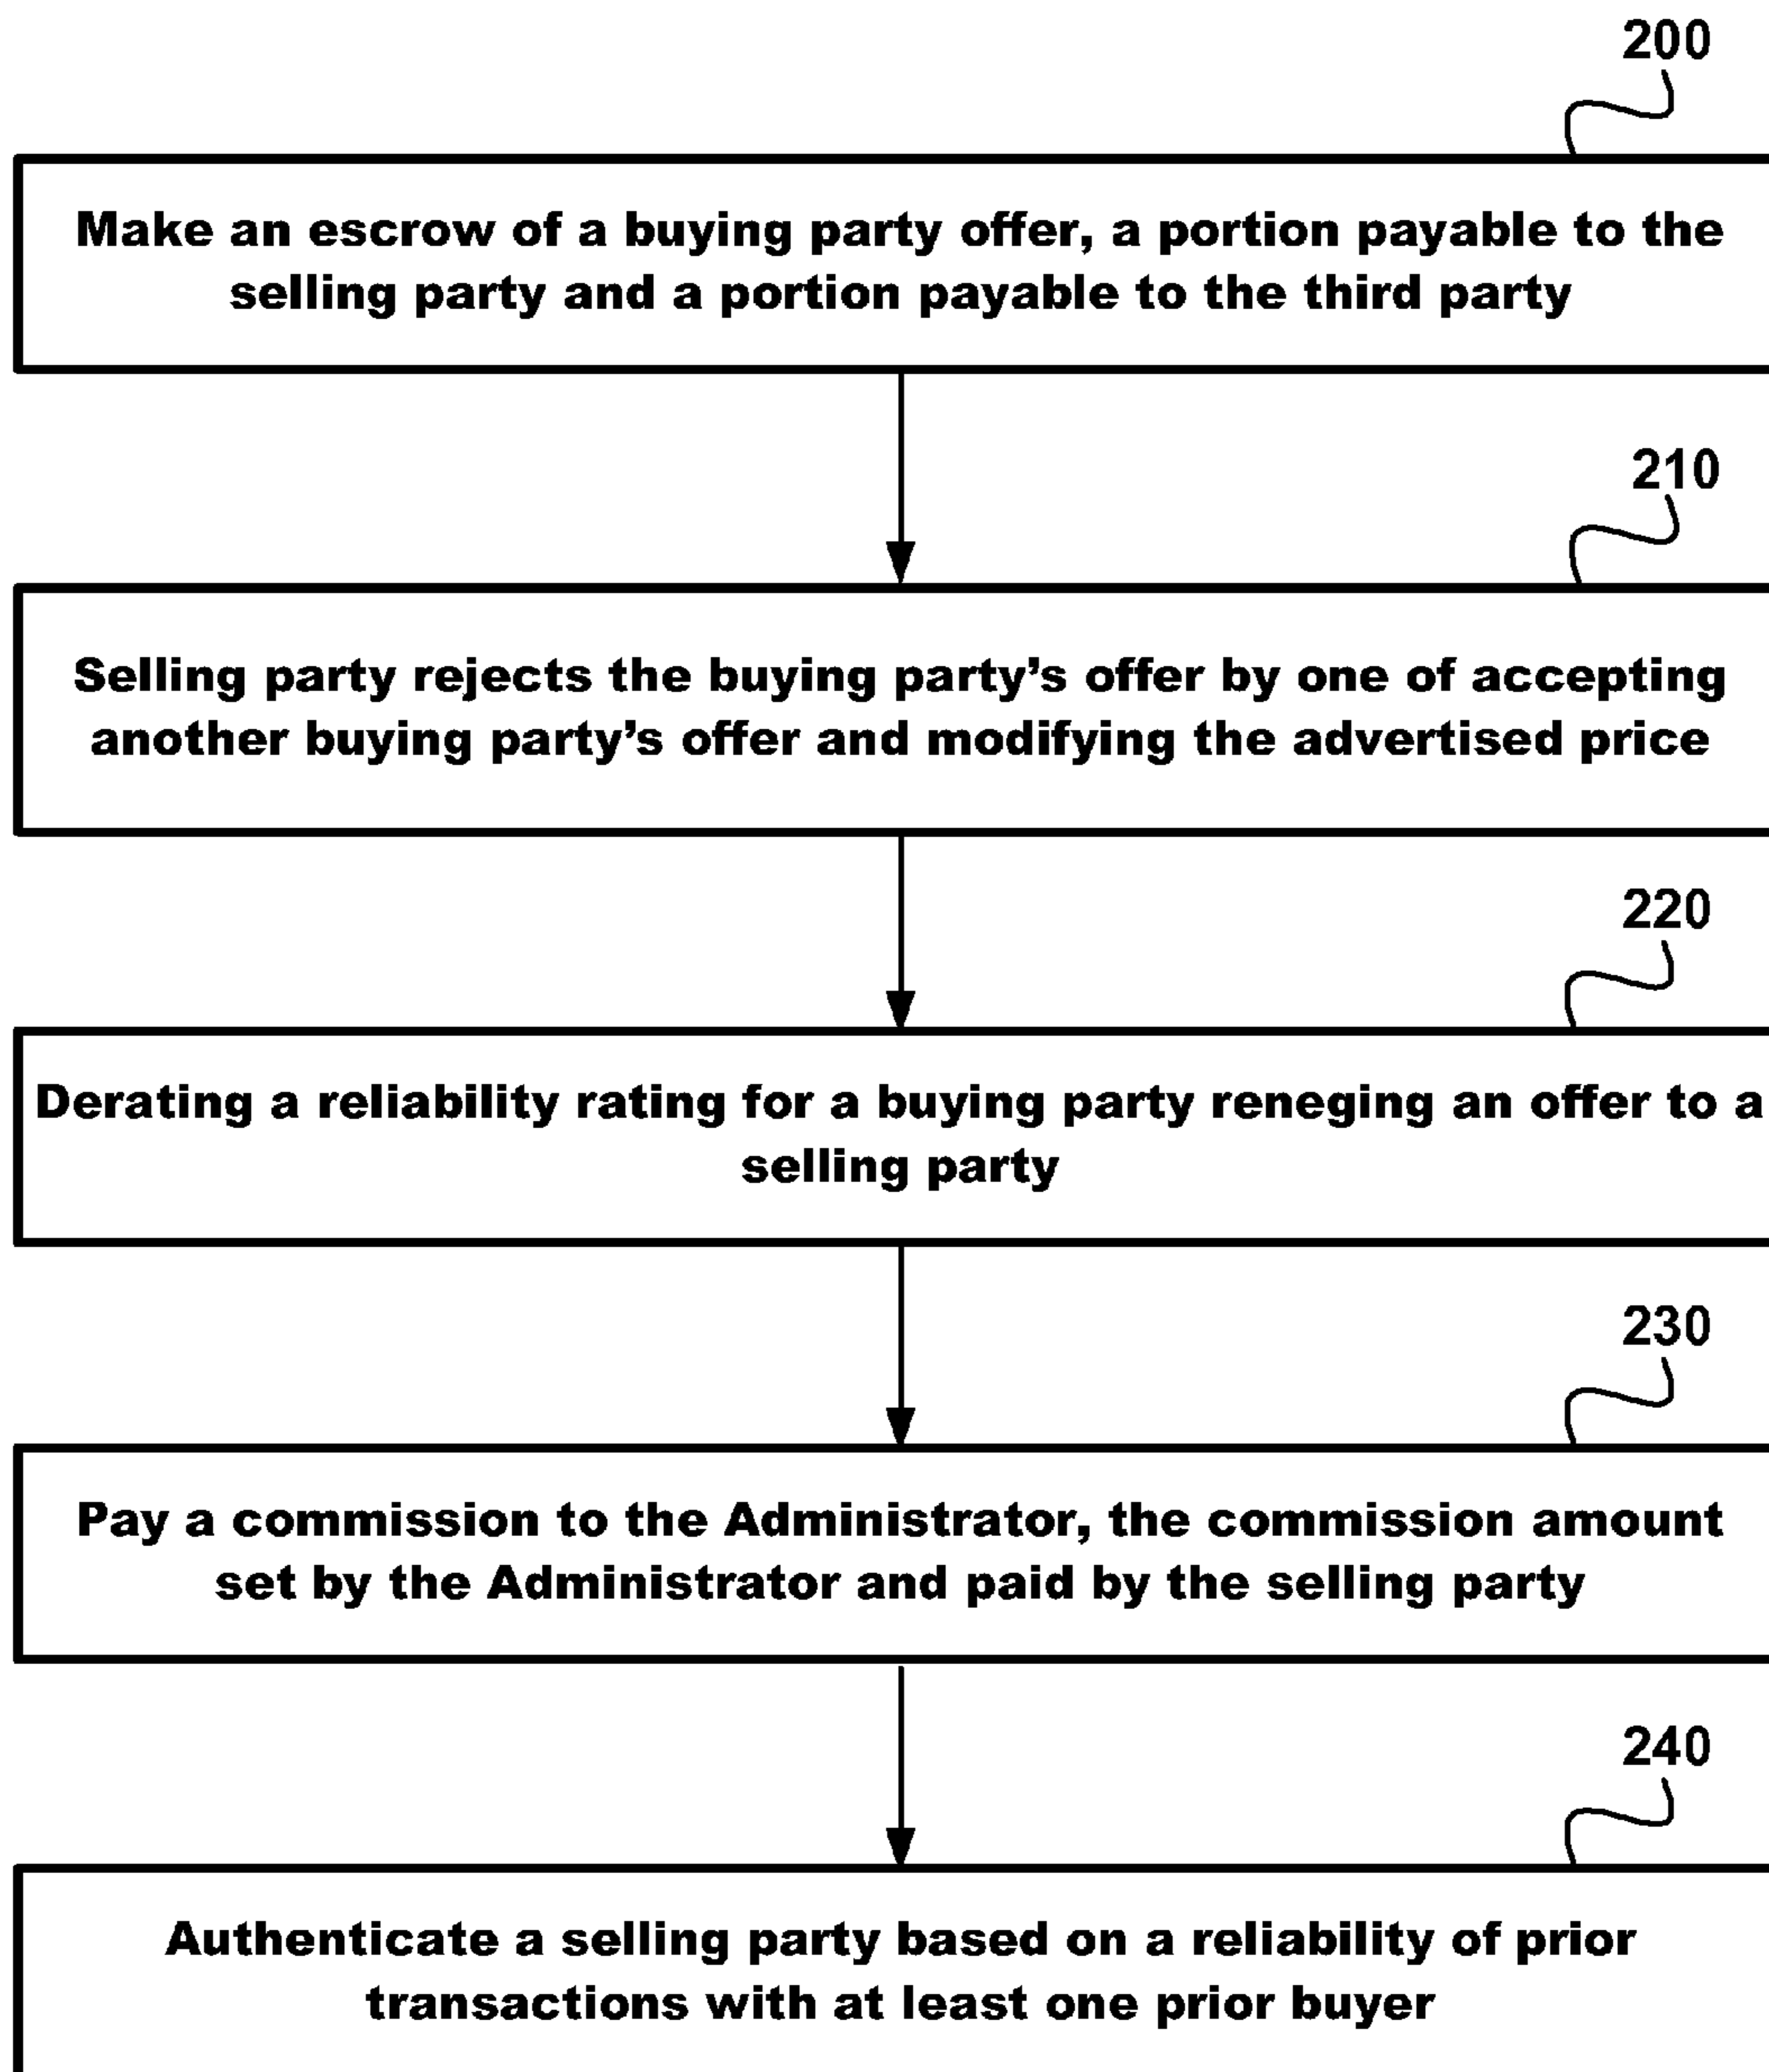 200
Make an escrow of a buying party offer, a portion payable to the
selling party and a portion payable to the third party
210
Selling party rejects the buying party’s offer by one of accepting
another buying party’s offer and modifying the advertised price
220
Derating a reliability rating for a buying party reneging an offer to a
selling party
230
Pay a commission to the Administrator, the commission amount
set by the Administrator and paid by the selling party
240
Authenticate a selling party based on a reliability of prior
transactions with at least one prior buyer